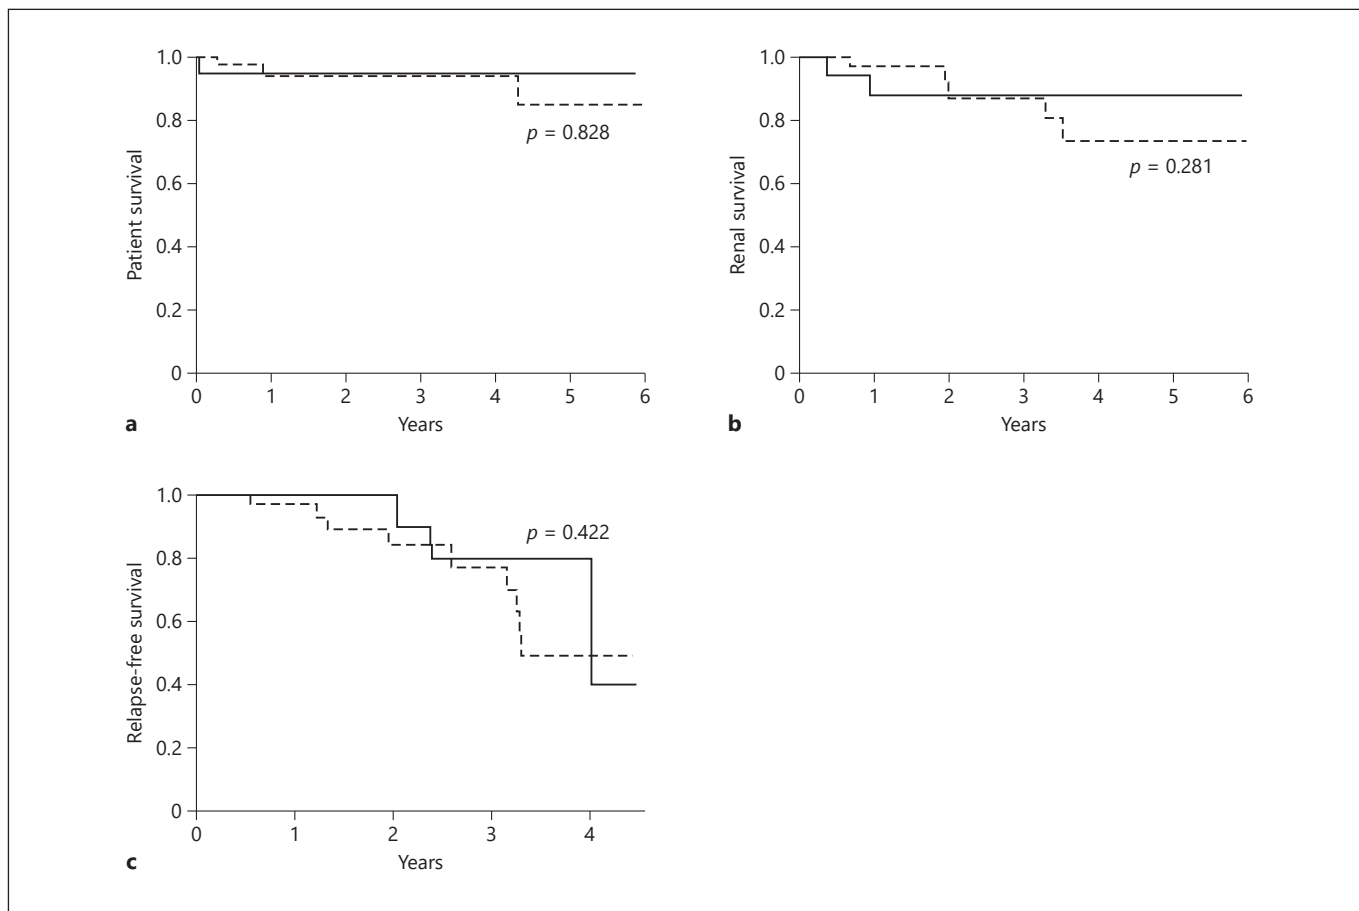 1.0
0.8
0.6
0.4
0.2
0
Patient survival
p = 0.828
0 1 2 3 4 5 6
Years
a
1.0
0.8
0.6
0.4
0.2
0
Renal survival
p = 0.281
0 1 2 3 4 5 6
Years
b
1.0
0.8
0.6
0.4
0.2
0
Relapse-free survival
p = 0.422
0 1 2 3 4
Years
c